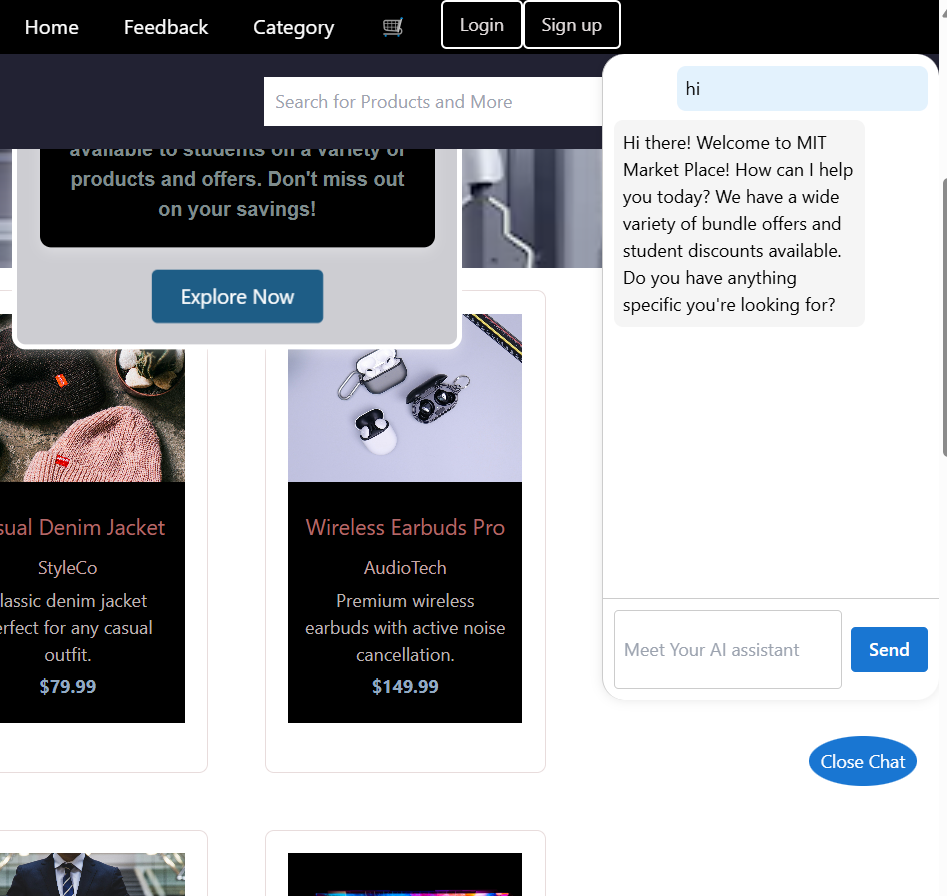 Home Feedback Category Login Sign up
Search for Products and More
available to students on a variety of
products and offers. Don't miss out
on your savings!
Explore Now
sual Denim Jacket
StyleCo
lassic denim jacket
erfect for any casual
outfit.
$79.99
Wireless Earbuds Pro
AudioTech
Premium wireless
earbuds with active noise
cancellation.
$149.99
hi
Hi there! Welcome to MIT
Market Place! How can I help
you today? We have a wide
variety of bundle offers and
student discounts available.
Do you have anything
specific you're looking for?
Meet Your AI assistant
Send
Close Chat